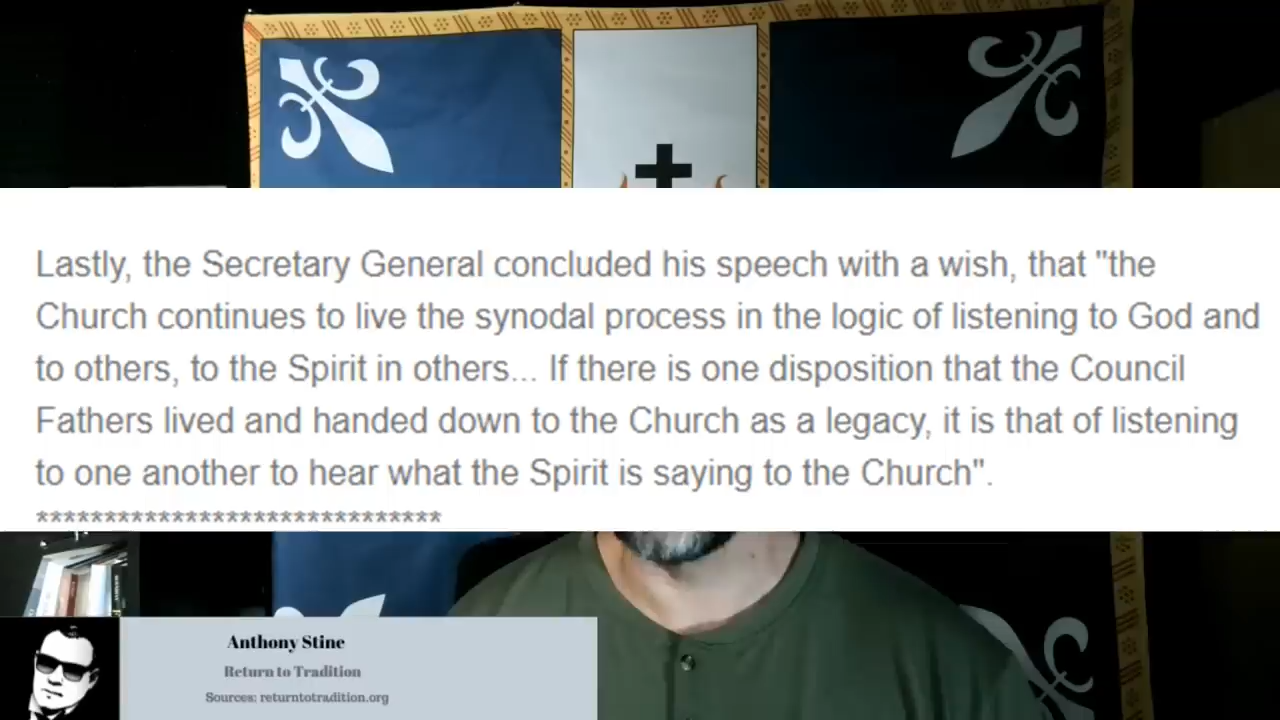 Lastly, the Secretary General concluded his speech with a wish, that "the
Church continues to live the synodal process in the logic of listening to God and
to others, to the Spirit in others... If there is one disposition that the Council
Fathers lived and handed down to the Church as a legacy, it is that of listening
to one another to hear what the Spirit is saying to the Church".
******************************
Anthony Stine
Return to Tradition
Sources: returntotradition.org